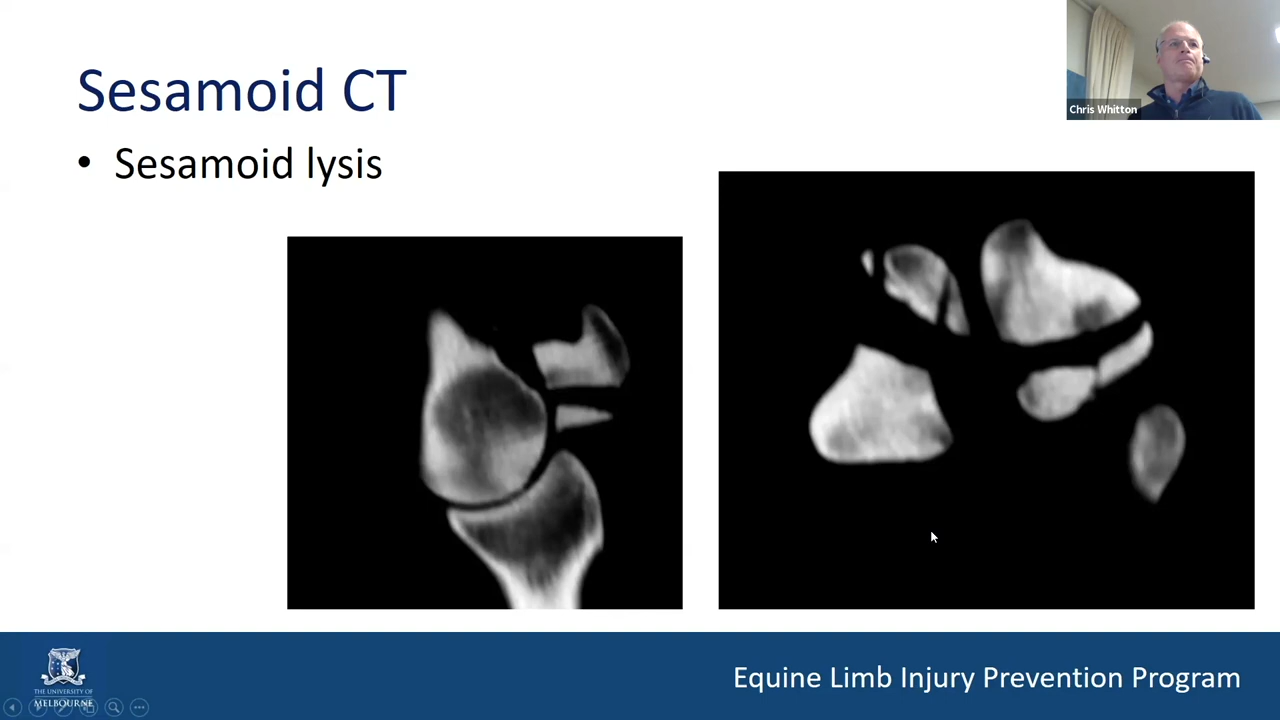 Sesamoid CT
• Sesamoid lysis
Chris Whitton
THE UNIVERSITY OF
MELBOURNE
Equine Limb Injury Prevention Program